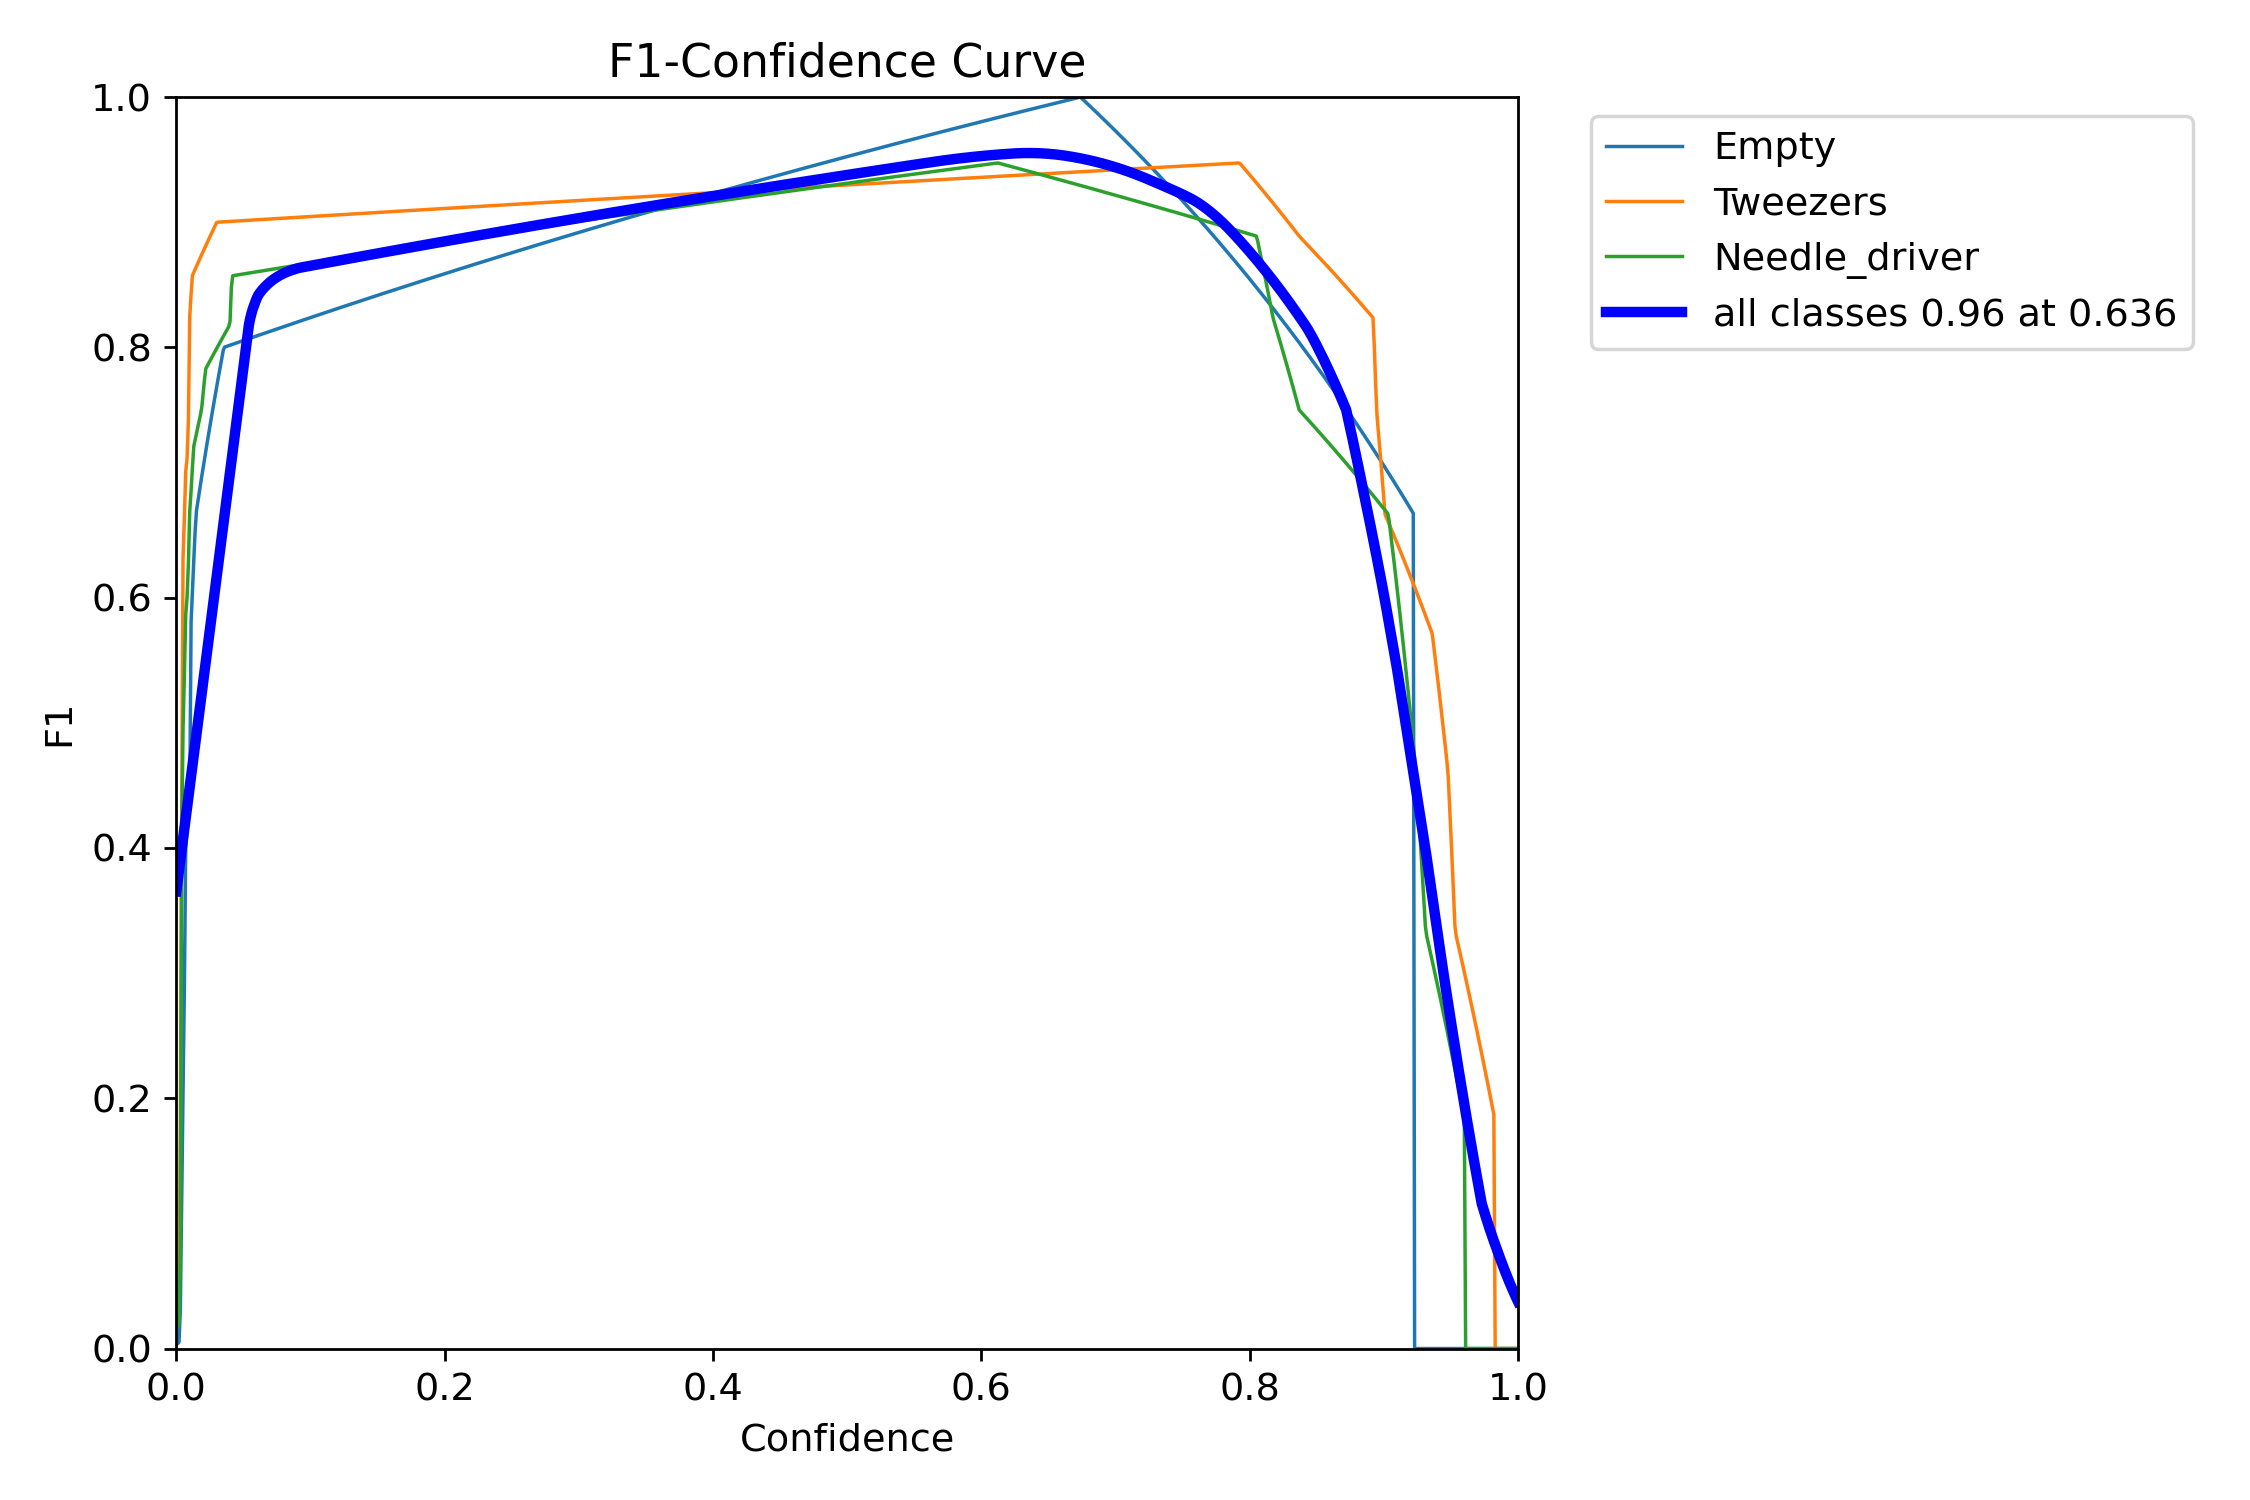 F1-Confidence Curve
1.0
0.8
0.6
0.4
0.2
0.0
F1
0.0 0.2 0.4 0.6 0.8 1.0
Confidence
Empty
Tweezers
Needle_driver
all classes 0.96 at 0.636